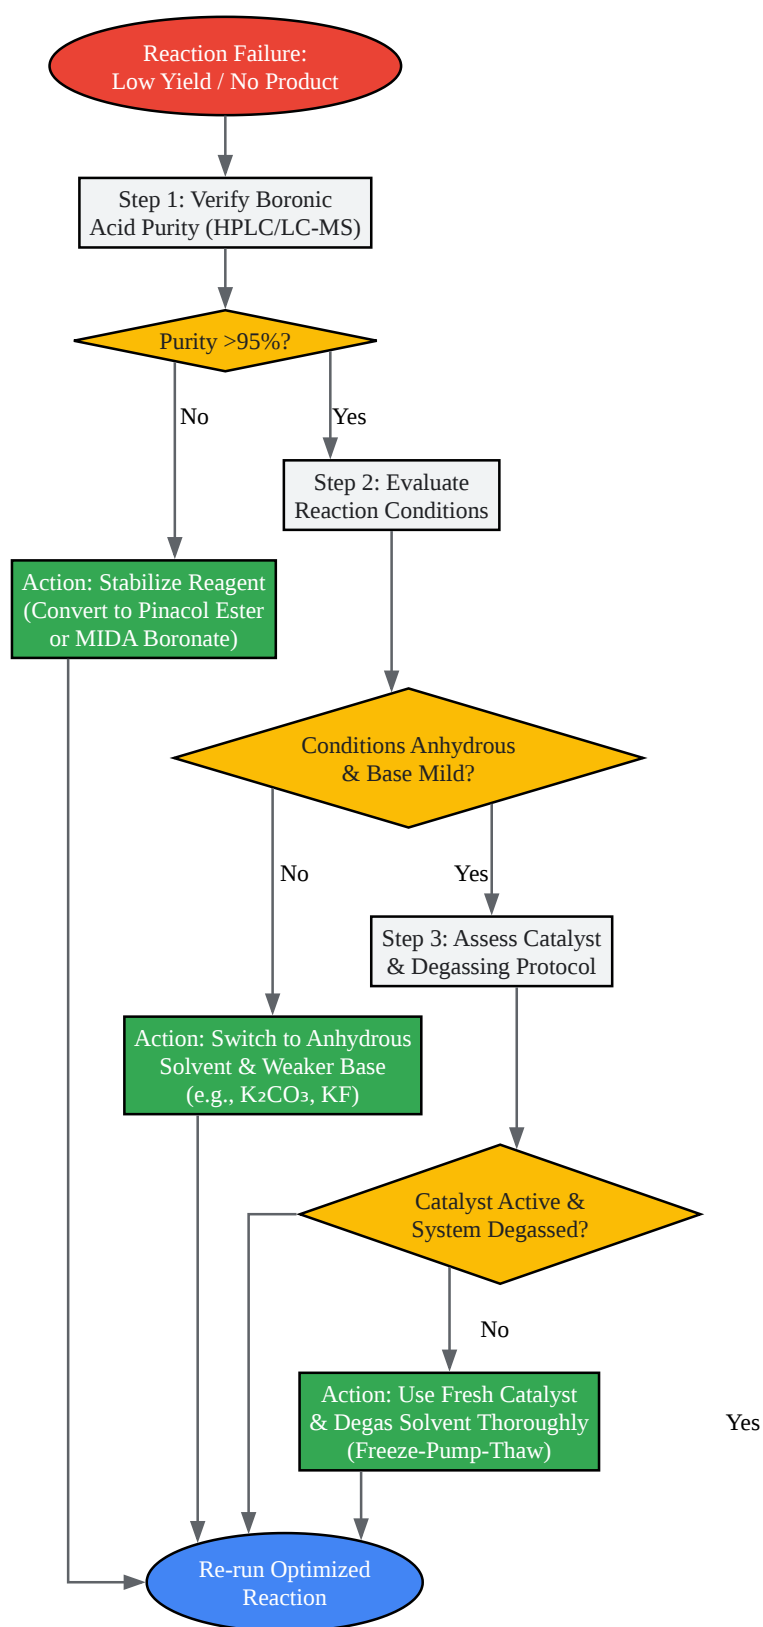 Reaction Failure:
Low Yield / No Product
Step 1: Verify Boronic
Acid Purity (HPLC/LC-MS)
Purity >95%?
No
Yes
Step 2: Evaluate
Reaction Conditions
Action: Stabilize Reagent
(Convert to Pinacol Ester
or MIDA Boronate)
Conditions Anhydrous
& Base Mild?
No
Yes
Step 3: Assess Catalyst
& Degassing Protocol
Action: Switch to Anhydrous
Solvent & Weaker Base
(e.g., K₂CO₃, KF)
Catalyst Active &
System Degassed?
No
Action: Use Fresh Catalyst
& Degas Solvent Thoroughly
(Freeze-Pump-Thaw)
Yes
Re-run Optimized
Reaction